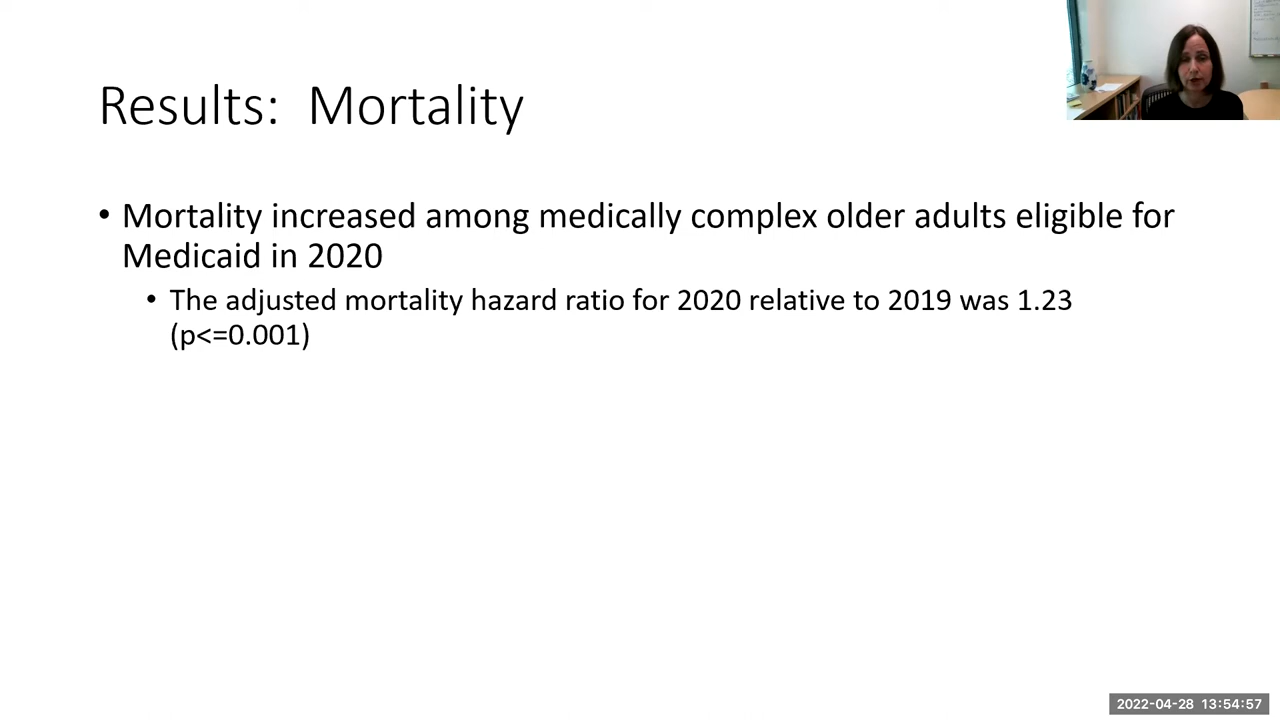 Results:  Mortality
• Mortality increased among medically complex older adults eligible for
Medicaid in 2020
• The adjusted mortality hazard ratio for 2020 relative to 2019 was 1.23
(p<=0.001)
2022-04-28 13:54:57